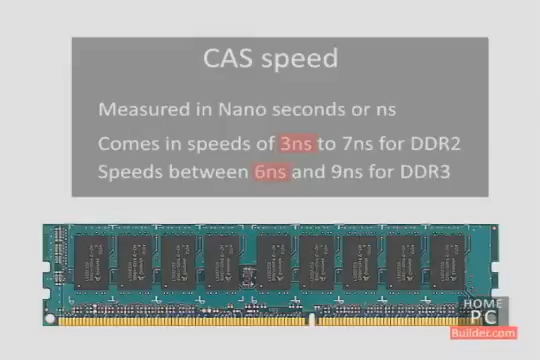 CAS speed
Measured in Nano seconds or ns
Comes in speeds of 3ns to 7ns for DDR2
Speeds between 6ns and 9ns for DDR3
HOME
PC
Builder.com